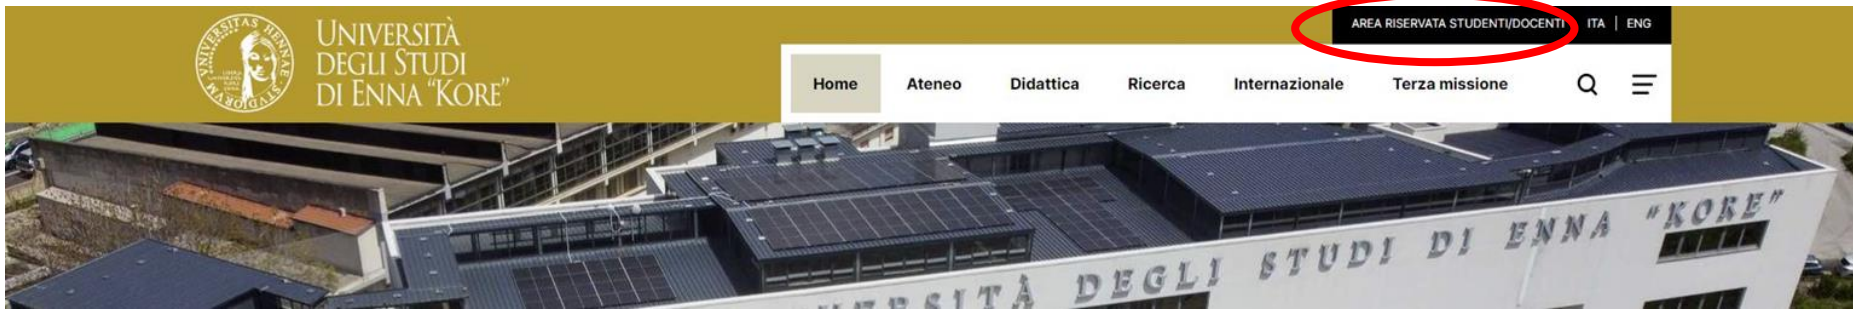 AREA RISERVATA STUDENTI/DOCENTI ITA | ENG
UNIVERSITÀ
DEGLI STUDI
DI ENNA “KORE”
Home Ateneo Didattica Ricerca Internazionale Terza missione
DEGLI STUDI DI ENNA "KORE"